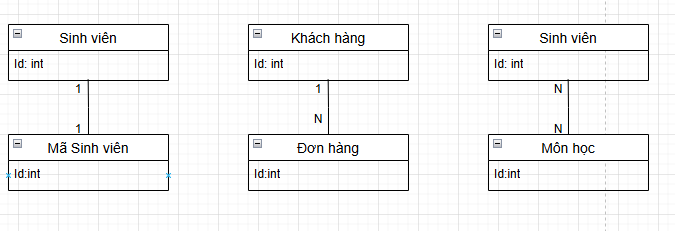 Sinh viên
Id: int
1
1
Mã Sinh viên
Id:int
Khách hàng
Id: int
1
N
Đơn hàng
Id:int
Sinh viên
Id: int
N
N
Môn học
Id:int